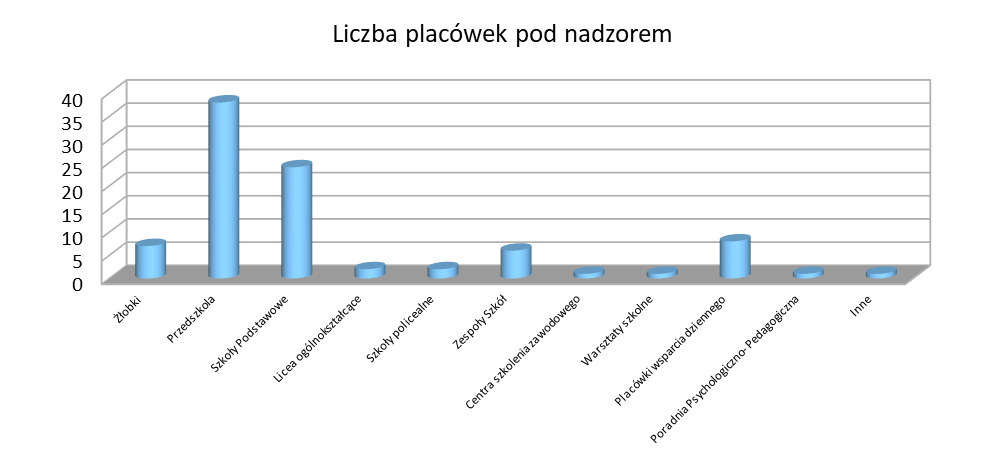 Liczba placówek pod nadzorem
40
35
30
25
20
15
10
5
0
Żłobki
Przedszkola
Szkoły Podstawowe
Licea ogólnokształcące
Szkoły policealne
Zespoły Szkół
Centra szkolenia zawodowego
Warsztaty szkolne
Placówki wsparcia dziennego
Poradnia Psychologiczno- Pedagogiczna
Inne